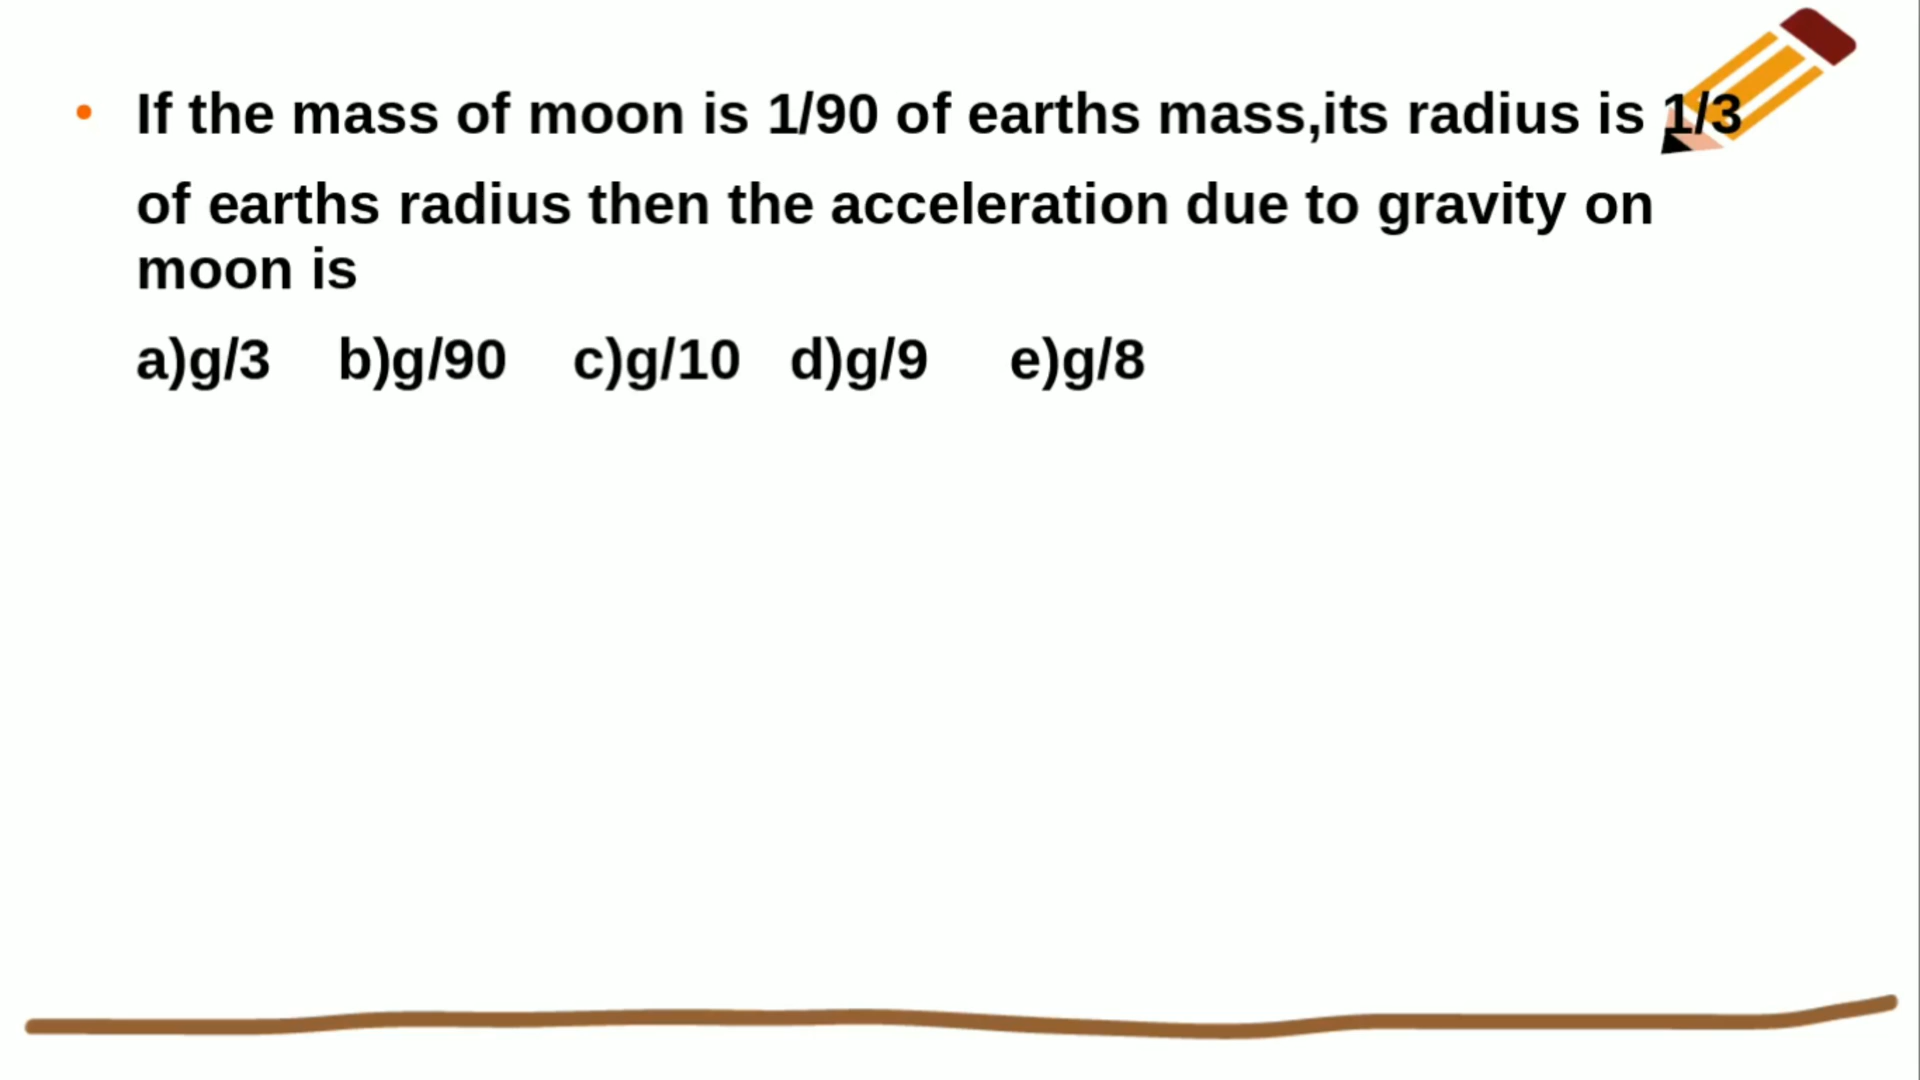 If the mass of moon is 1/90 of earths mass,its radius is 1/3
of earths radius then the acceleration due to gravity on
moon is
a)g/3 b)g/90 c)g/10 d)g/9 e)g/8